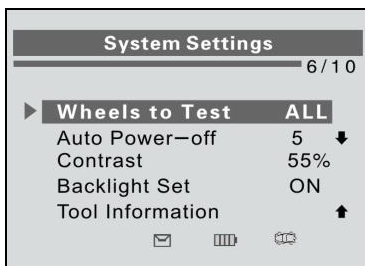 System Settings
6/10
Wheels to Test ALL
Auto Power-off 5
Contrast 55%
Backlight Set ON
Tool Information